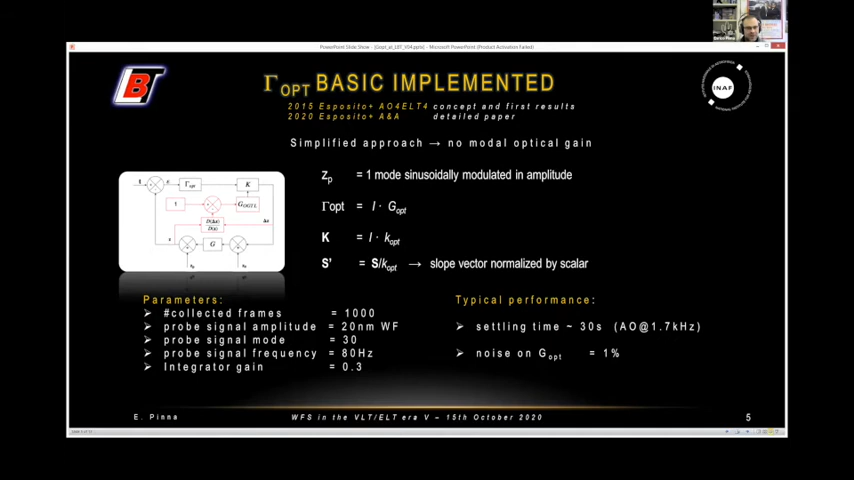 PowerPoint Slide Show - [Gopt_at_LBT_V04.pptx] - Microsoft PowerPoint (Product Activation Failed)
LBT
Γ_OPT BASIC IMPLEMENTED
INAF
2015 Esposito+ AO4ELT4 concept and first results
2020 Esposito+ A&A detailed paper
Simplified approach → no modal optical gain
z_p = 1 mode sinusoidally modulated in amplitude
Γopt = I · G_opt
K = I · k_opt
S' = S/k_opt → slope vector normalized by scalar
Γ_opt
K
1
G_OPTL
G
Parameters:
➢ #collected frames = 1000
➢ probe signal amplitude = 20nm WF
➢ probe signal mode = 30
➢ probe signal frequency = 80Hz
➢ Integrator gain = 0.3
Typical performance:
➢ settling time ~ 30s (AO@1.7kHz)
➢ noise on G_opt = 1%
E. Pinna
WFS in the VLT/ELT era V – 15th October 2020
5